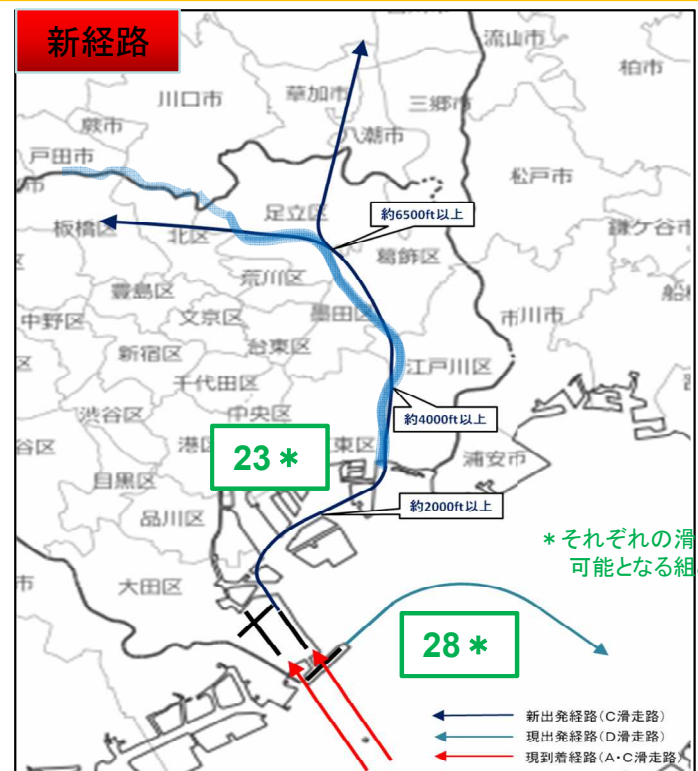 新経路
流山市
柏市
川口市
草加市
三郷市
蕨市
八潮市
戸田市
松戸市
足立区
約6500ft以上
板橋区
北区
葛飾区
鎌ケ谷市
荒川区
豊島区
墨田区
中野区
文京区
市川市
台東区
新宿区
江戸川区
千代田区
渋谷区
中央区
約4000ft以上
港区
23＊
東区
浦安市
目黒区
品川区
約2000ft以上
＊それぞれの滑
可能となる組
大田区
28＊
新出発経路（C滑走路）
現出発経路（D滑走路）
現到着経路（A・C滑走路）